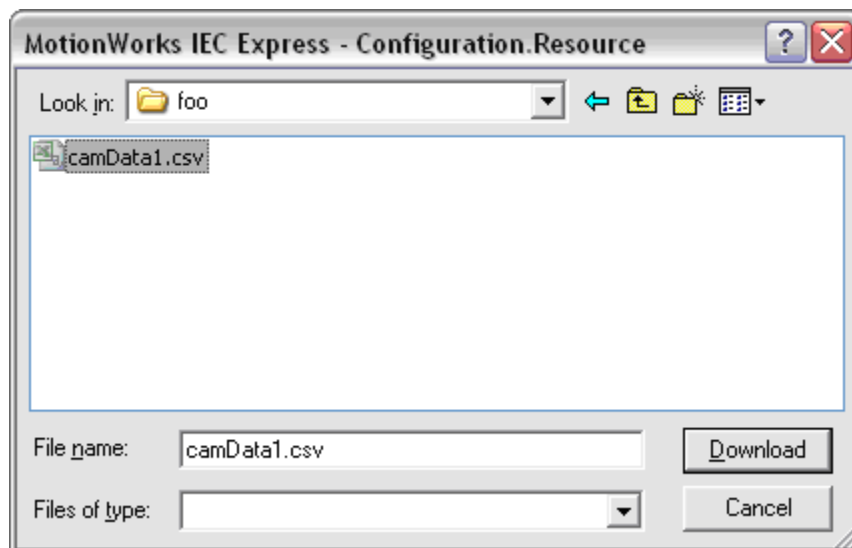 MotionWorks IEC Express - Configuration.Resource
Look in: foo
camData1.csv
File name: camData1.csv Download
Files of type: Cancel